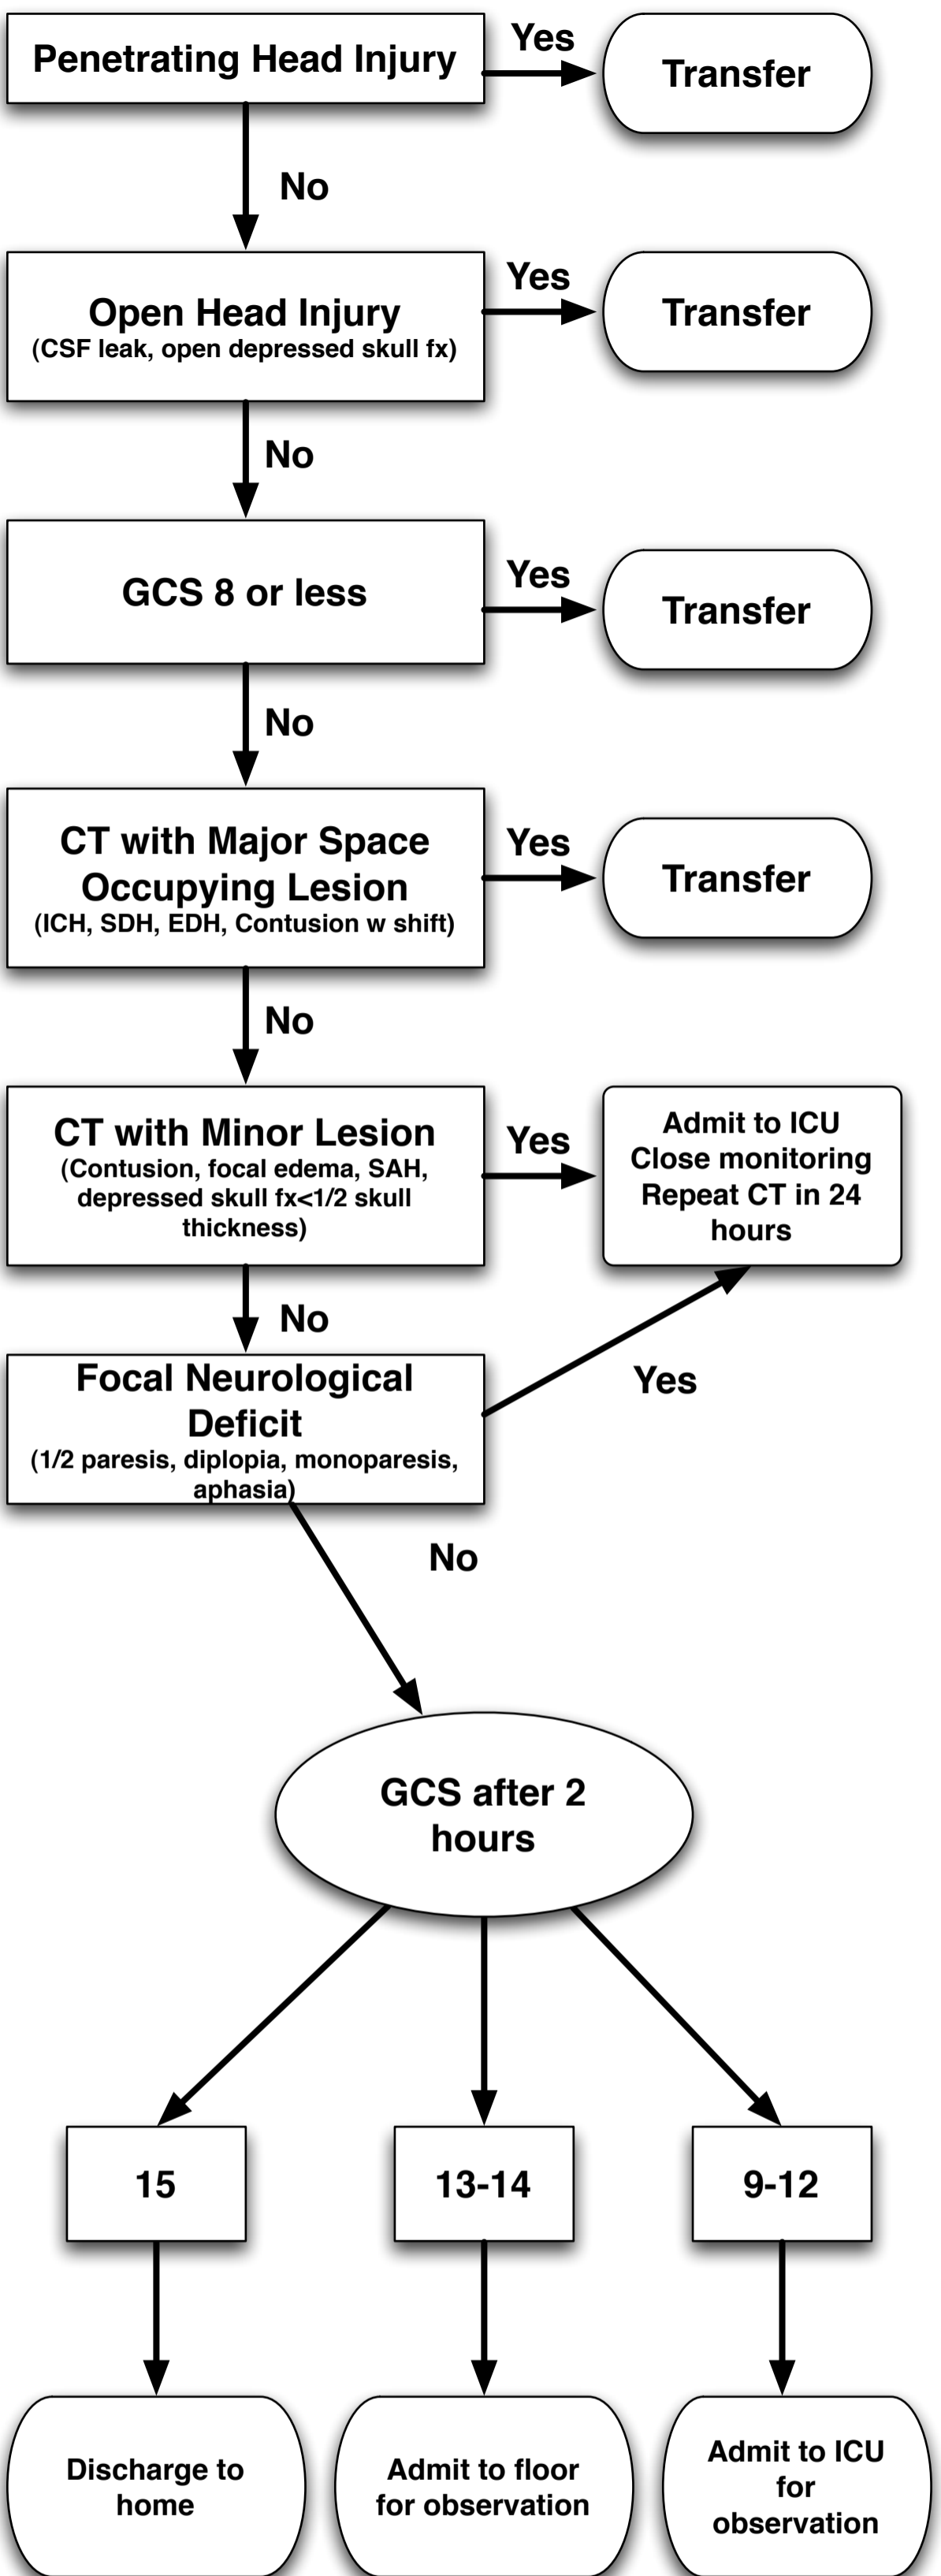 Penetrating Head Injury
Yes
Transfer
No
Open Head Injury
(CSF leak, open depressed skull fx)
Yes
Transfer
No
GCS 8 or less
Yes
Transfer
No
CT with Major Space
Occupying Lesion
(ICH, SDH, EDH, Contusion w shift)
Yes
Transfer
No
CT with Minor Lesion
(Contusion, focal edema, SAH,
depressed skull fx<1/2 skull
thickness)
Yes
Admit to ICU
Close monitoring
Repeat CT in 24
hours
No
Focal Neurological
Deficit
(1/2 paresis, diplopia, monoparesis,
aphasia)
Yes
No
GCS after 2
hours
15
13-14
9-12
Discharge to
home
Admit to floor
for observation
Admit to ICU
for
observation